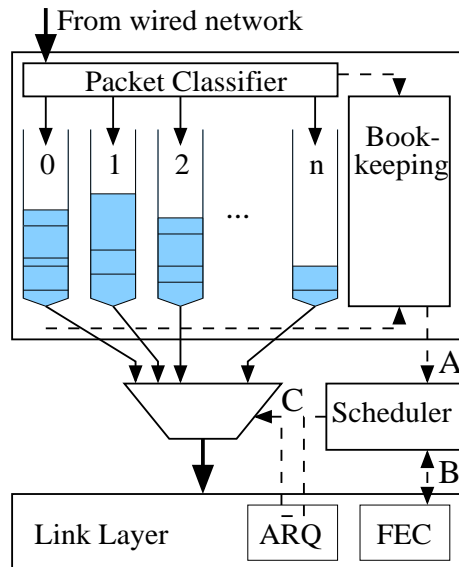 From wired network
Packet Classifier
0
1
2
n
Book-
keeping
...
A
C
Scheduler
B
Link Layer
ARQ
FEC